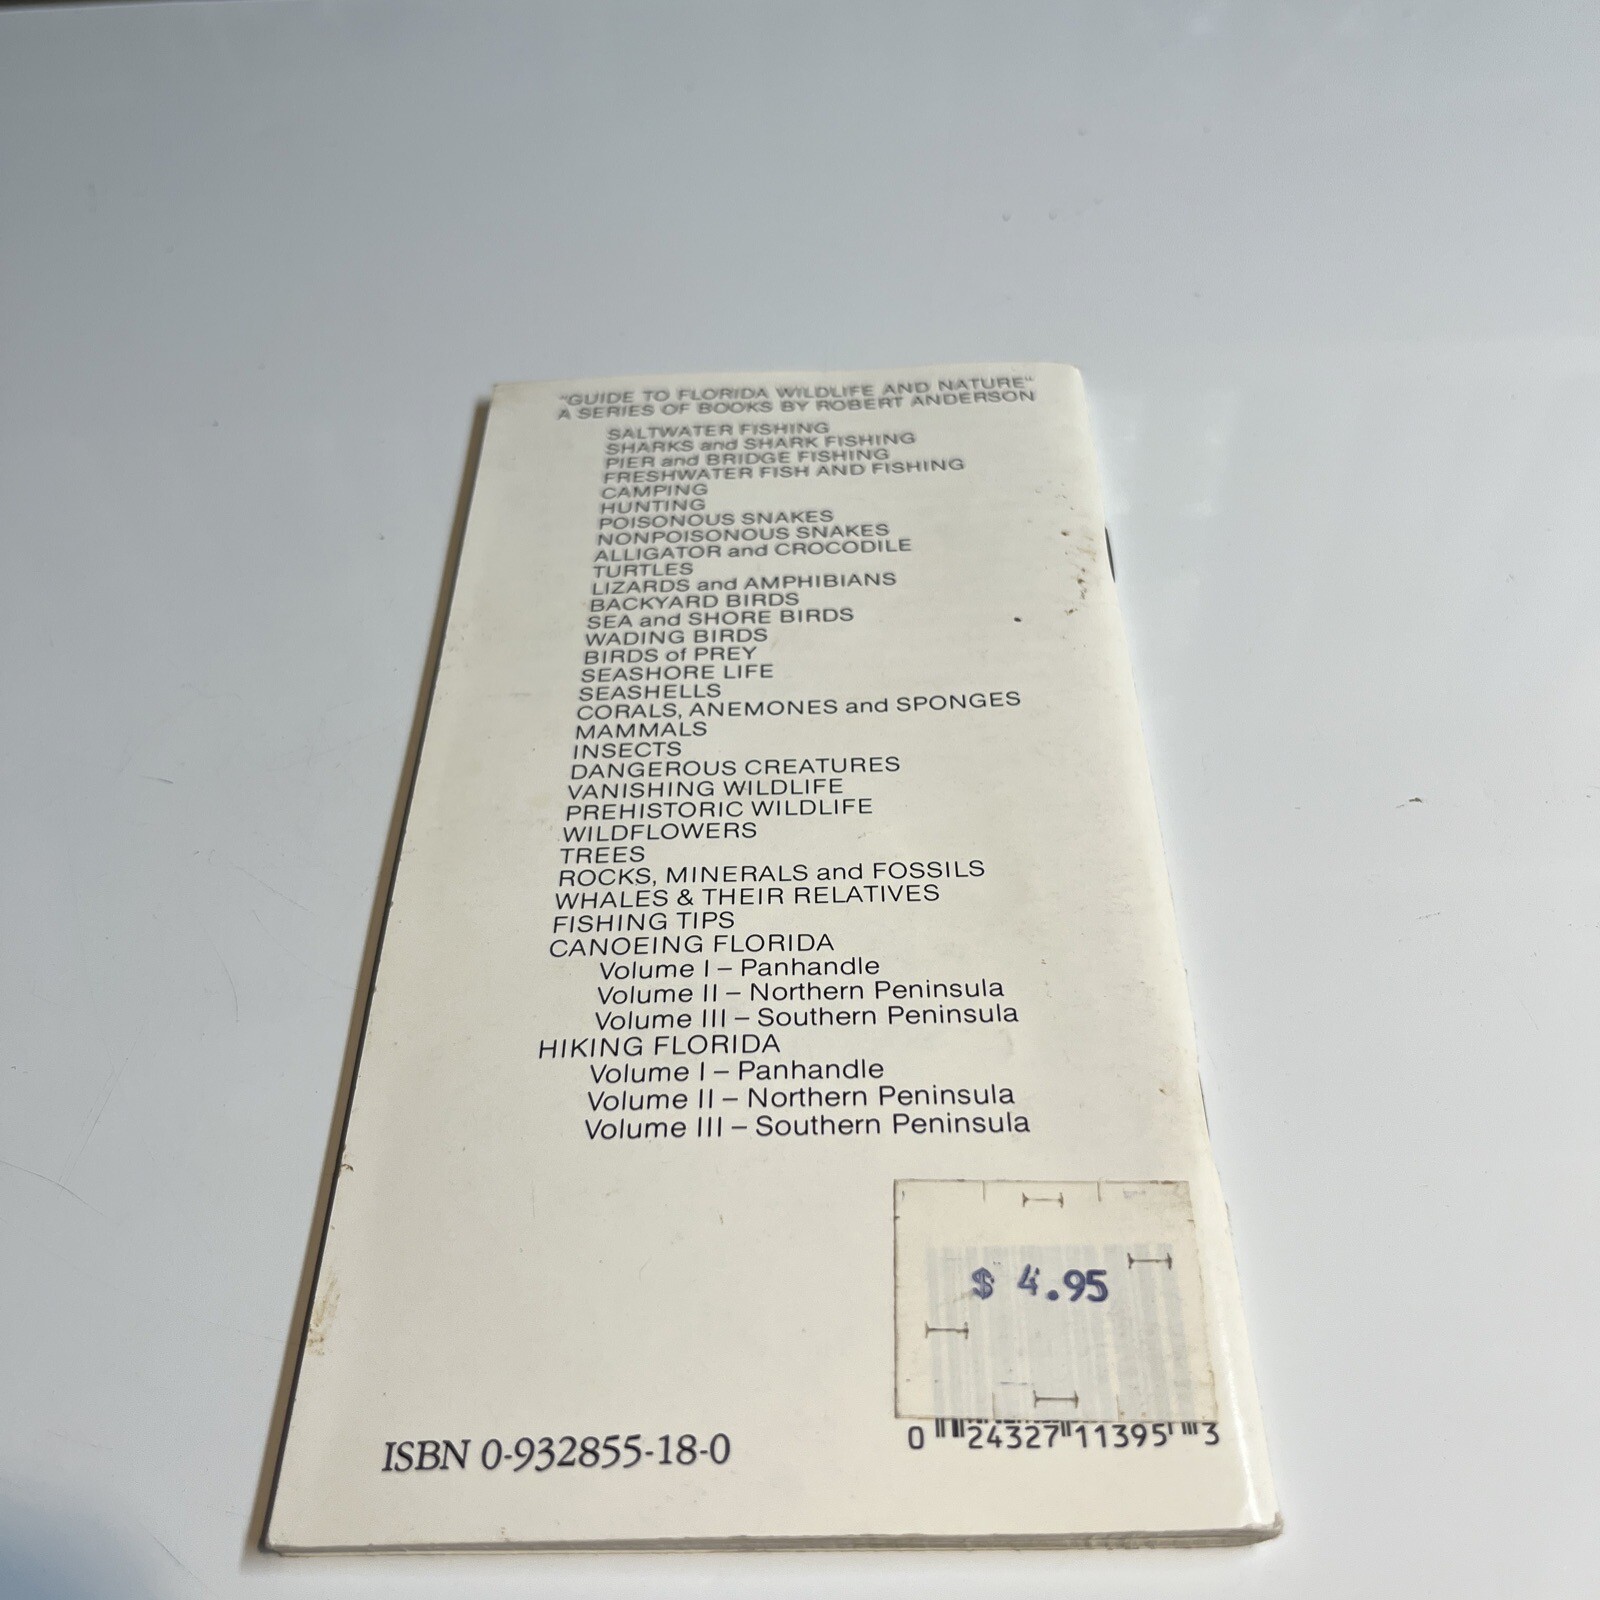 "GUIDE TO FLORIDA WILDLIFE AND NATURE"
A SERIES OF BOOKS BY ROBERT ANDERSON
SALTWATER FISHING
SHARKS and SHARK FISHING
PIER and BRIDGE FISHING
FRESHWATER FISH AND FISHING
CAMPING
HUNTING
POISONOUS SNAKES
NONPOISONOUS SNAKES
ALLIGATOR and CROCODILE
TURTLES
LIZARDS and AMPHIBIANS
BACKYARD BIRDS
SEA and SHORE BIRDS
WADING BIRDS
BIRDS of PREY
SEASHORE LIFE
SEASHELLS
CORALS, ANEMONES and SPONGES
MAMMALS
INSECTS
DANGEROUS CREATURES
VANISHING WILDLIFE
PREHISTORIC WILDLIFE
WILDFLOWERS
TREES
ROCKS, MINERALS and FOSSILS
WHALES & THEIR RELATIVES
FISHING TIPS
CANOEING FLORIDA
Volume I – Panhandle
Volume II – Northern Peninsula
Volume III – Southern Peninsula
HIKING FLORIDA
Volume I – Panhandle
Volume II – Northern Peninsula
Volume III – Southern Peninsula
$ 4.95
ISBN 0-932855-18-0
0 24327 11395 3